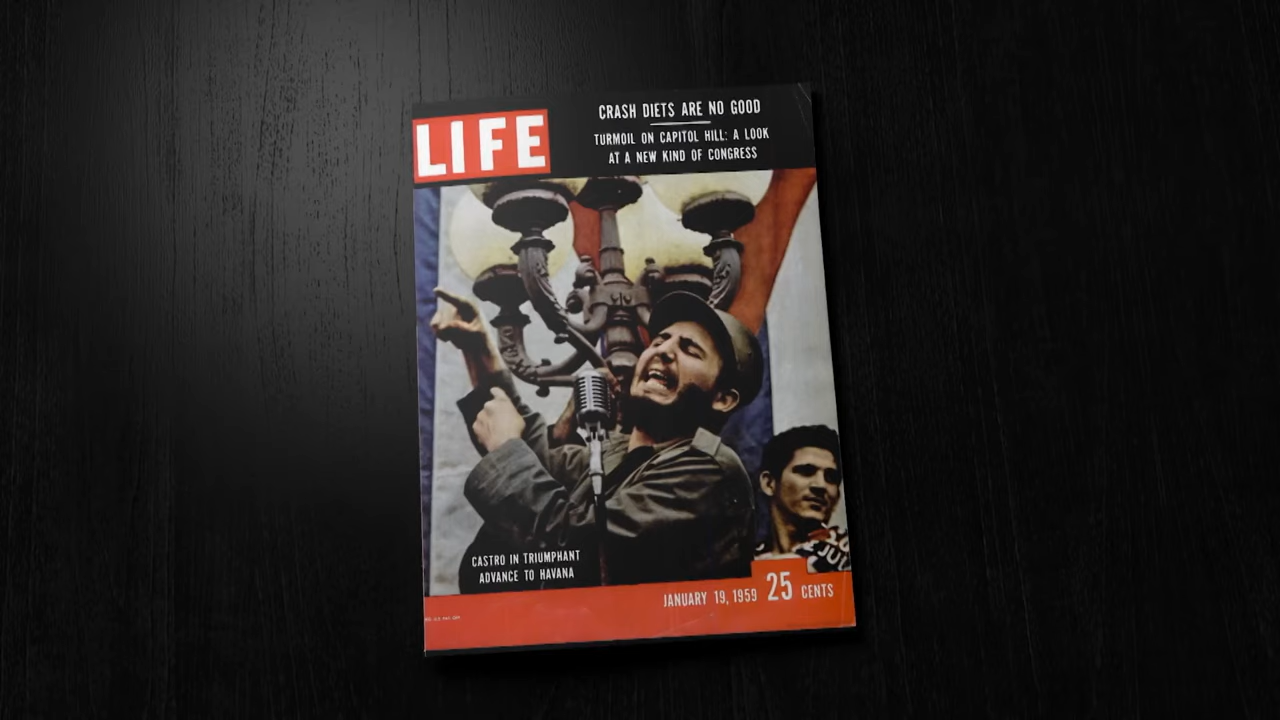 LIFE
CRASH DIETS ARE NO GOOD
TURMOIL ON CAPITOL HILL: A LOOK
AT A NEW KIND OF CONGRESS
CASTRO IN TRIUMPHANT
ADVANCE TO HAVANA
JANUARY 19, 1959 25 CENTS